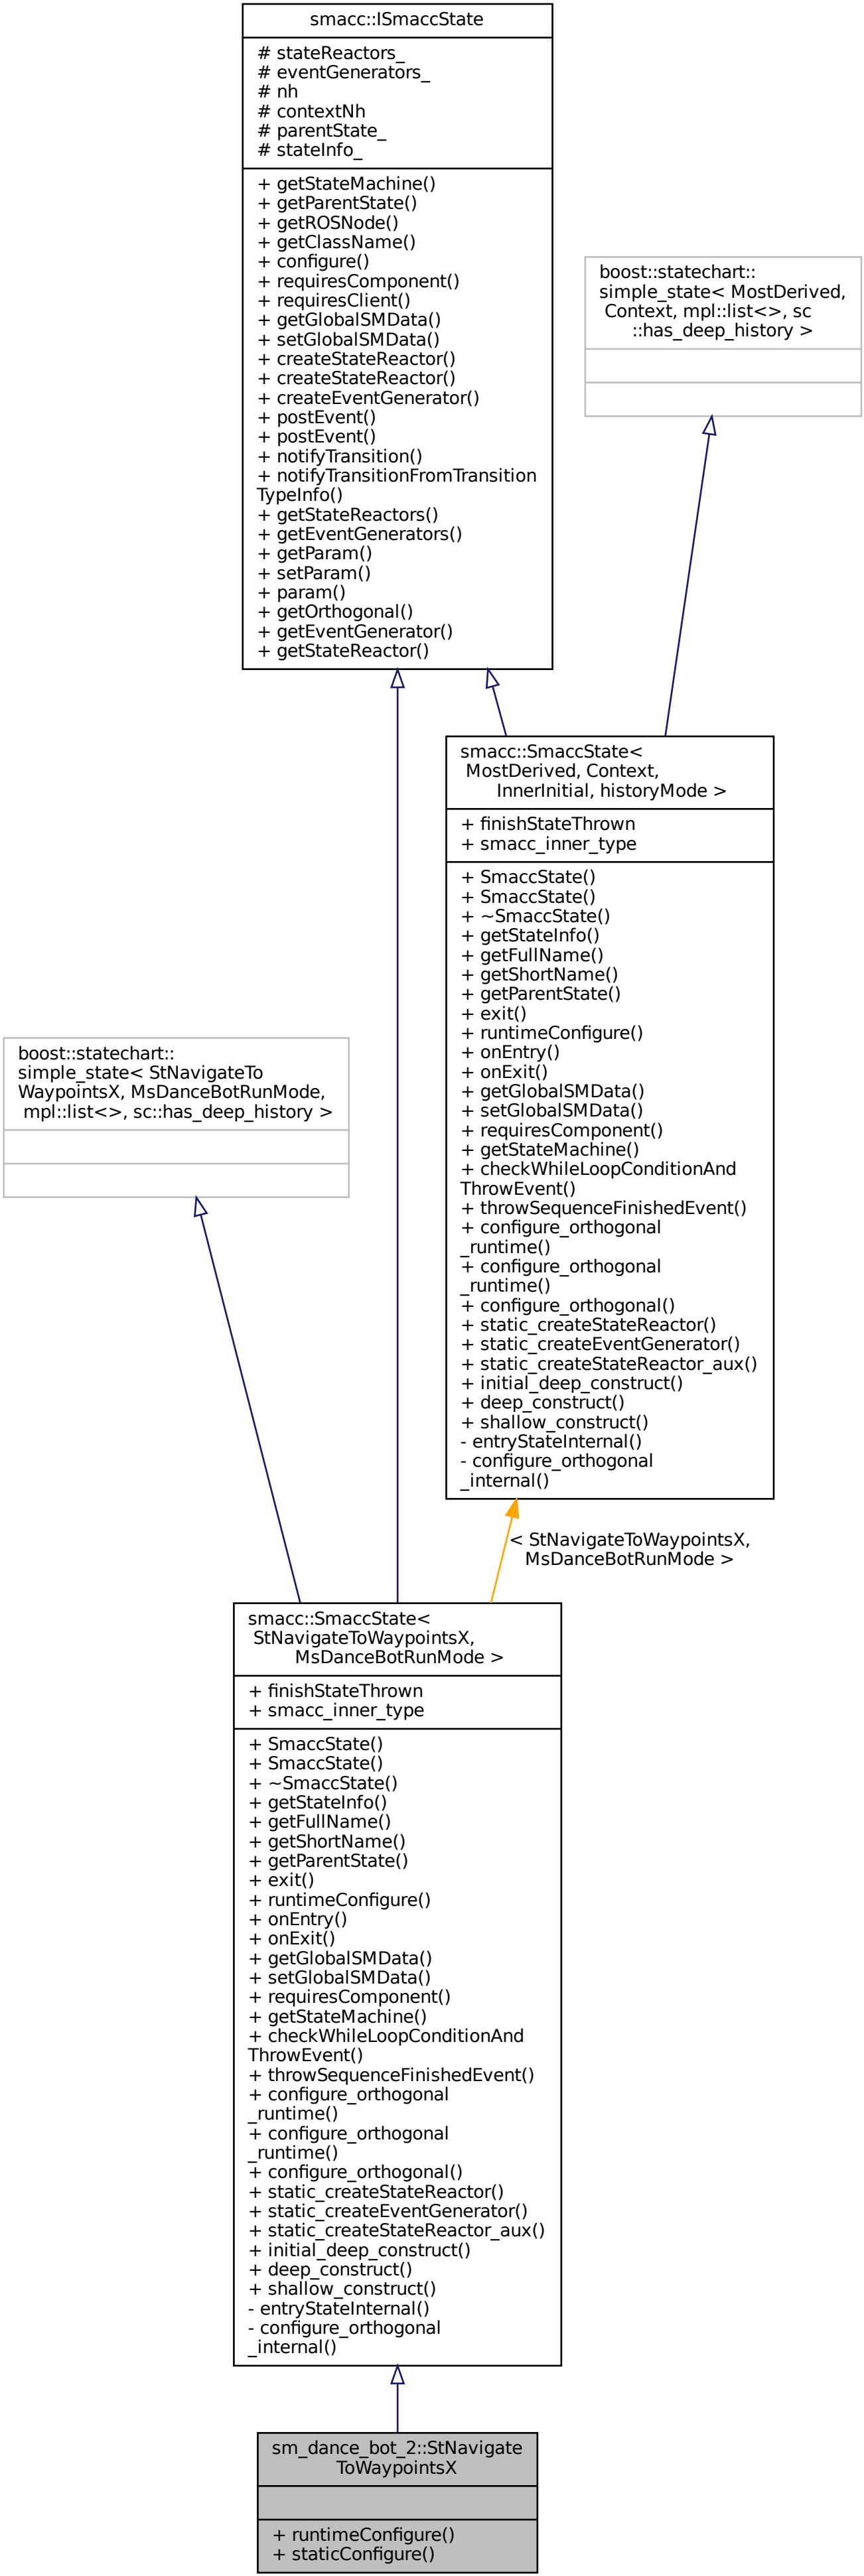 smacc::ISmaccState
# stateReactors_
# eventGenerators_
# nh
# contextNh
# parentState_
# stateInfo_
+ getStateMachine()
+ getParentState()
+ getROSNode()
+ getClassName()
+ configure()
+ requiresComponent()
+ requiresClient()
+ getGlobalSMData()
+ setGlobalSMData()
+ createStateReactor()
+ createStateReactor()
+ createEventGenerator()
+ postEvent()
+ postEvent()
+ notifyTransition()
+ notifyTransitionFromTransition
TypeInfo()
+ getStateReactors()
+ getEventGenerators()
+ getParam()
+ setParam()
+ param()
+ getOrthogonal()
+ getEventGenerator()
+ getStateReactor()
boost::statechart::
simple_state< MostDerived,
Context, mpl::list<>, sc
::has_deep_history >
smacc::SmaccState<
MostDerived, Context,
InnerInitial, historyMode >
+ finishStateThrown
+ smacc_inner_type
+ SmaccState()
+ SmaccState()
+ ~SmaccState()
+ getStateInfo()
+ getFullName()
+ getShortName()
+ getParentState()
+ exit()
+ runtimeConfigure()
+ onEntry()
+ onExit()
+ getGlobalSMData()
+ setGlobalSMData()
+ requiresComponent()
+ getStateMachine()
+ checkWhileLoopConditionAnd
ThrowEvent()
+ throwSequenceFinishedEvent()
+ configure_orthogonal
_runtime()
+ configure_orthogonal
_runtime()
+ configure_orthogonal()
+ static_createStateReactor()
+ static_createEventGenerator()
+ static_createStateReactor_aux()
+ initial_deep_construct()
+ deep_construct()
+ shallow_construct()
- entryStateInternal()
- configure_orthogonal
_internal()
boost::statechart::
simple_state< StNavigateTo
WaypointsX, MsDanceBotRunMode,
mpl::list<>, sc::has_deep_history >
< StNavigateToWaypointsX,
MsDanceBotRunMode >
smacc::SmaccState<
StNavigateToWaypointsX,
MsDanceBotRunMode >
+ finishStateThrown
+ smacc_inner_type
+ SmaccState()
+ SmaccState()
+ ~SmaccState()
+ getStateInfo()
+ getFullName()
+ getShortName()
+ getParentState()
+ exit()
+ runtimeConfigure()
+ onEntry()
+ onExit()
+ getGlobalSMData()
+ setGlobalSMData()
+ requiresComponent()
+ getStateMachine()
+ checkWhileLoopConditionAnd
ThrowEvent()
+ throwSequenceFinishedEvent()
+ configure_orthogonal
_runtime()
+ configure_orthogonal
_runtime()
+ configure_orthogonal()
+ static_createStateReactor()
+ static_createEventGenerator()
+ static_createStateReactor_aux()
+ initial_deep_construct()
+ deep_construct()
+ shallow_construct()
- entryStateInternal()
- configure_orthogonal
_internal()
sm_dance_bot_2::StNavigate
ToWaypointsX
+ runtimeConfigure()
+ staticConfigure()